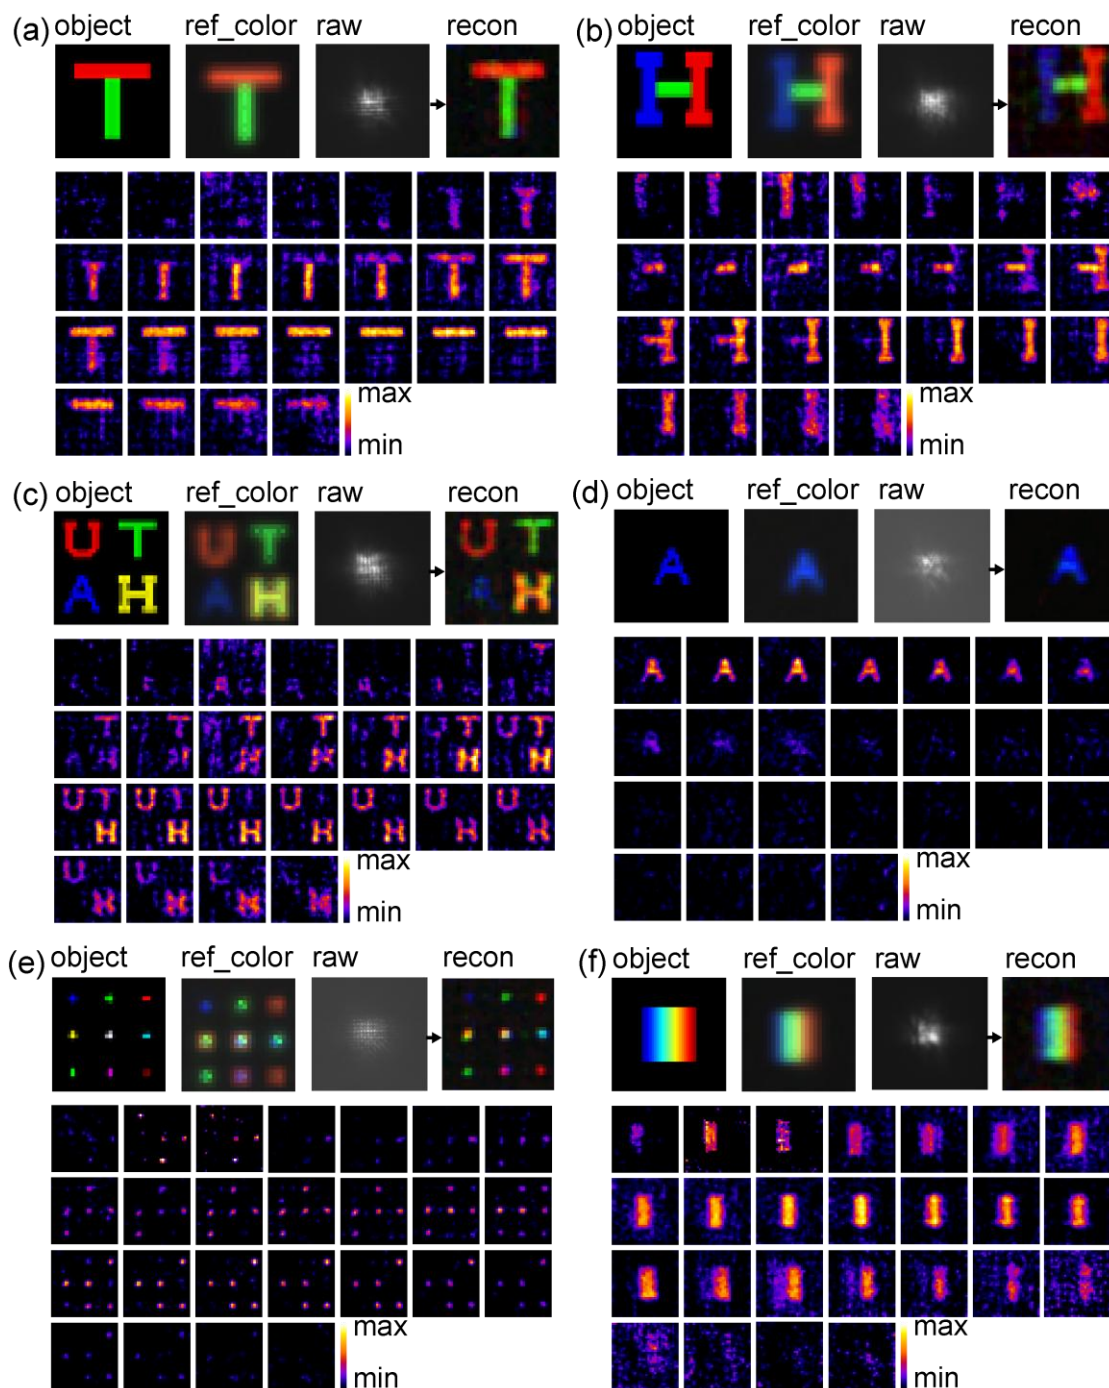 (a) object ref_color raw recon
T T T
max
min
(b) object ref_color raw recon
H H H
max
min
(c) object ref_color raw recon
U T U T U T
A H A H A H
max
min
(d) object ref_color raw recon
A A A
A A A A A A A
max
min
(e) object ref_color raw recon
max
min
(f) object ref_color raw recon
max
min